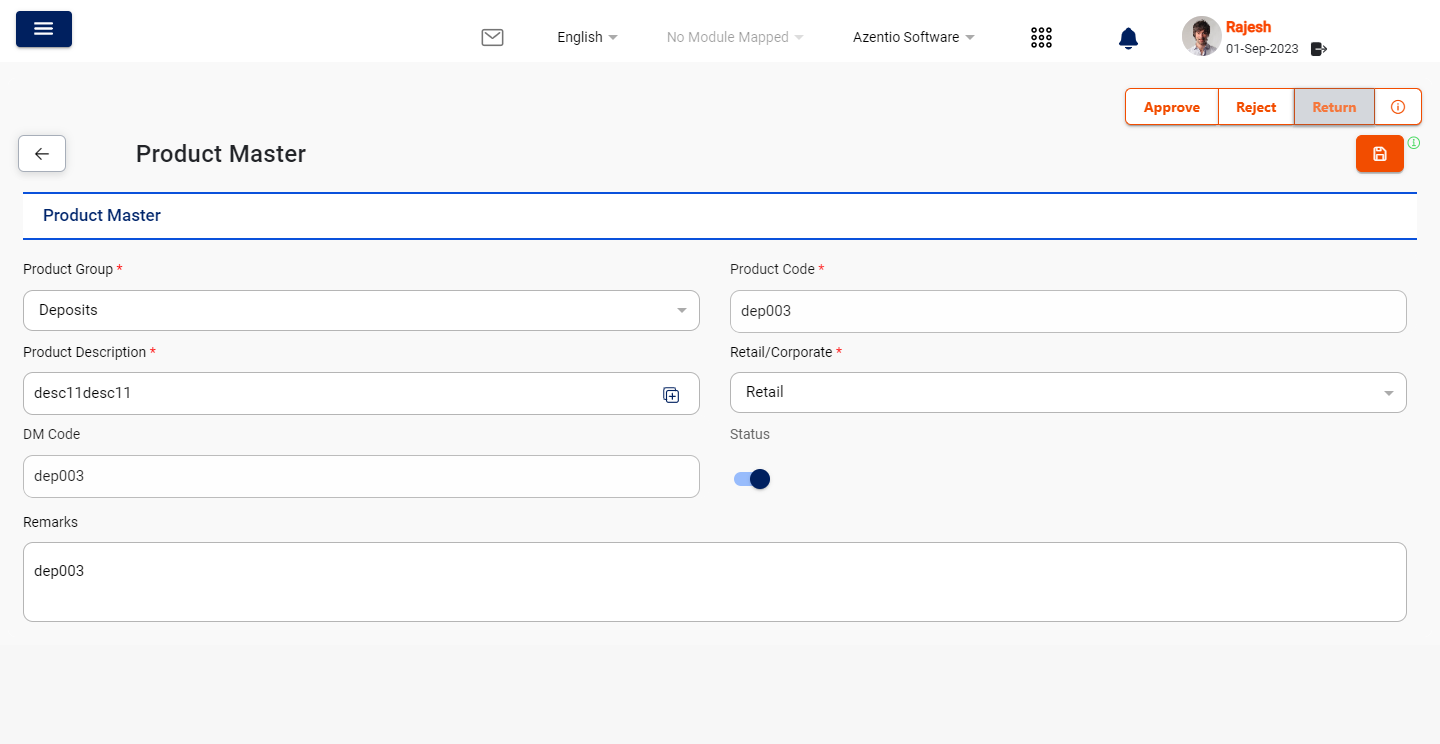 English
No Module Mapped
Azentio Software
Rajesh
01-Sep-2023
Approve
Reject
Return
Product Master
Product Master
Product Group *
Product Code *
Deposits
dep003
Product Description *
Retail/Corporate *
desc11desc11
Retail
DM Code
Status
dep003
Remarks
dep003